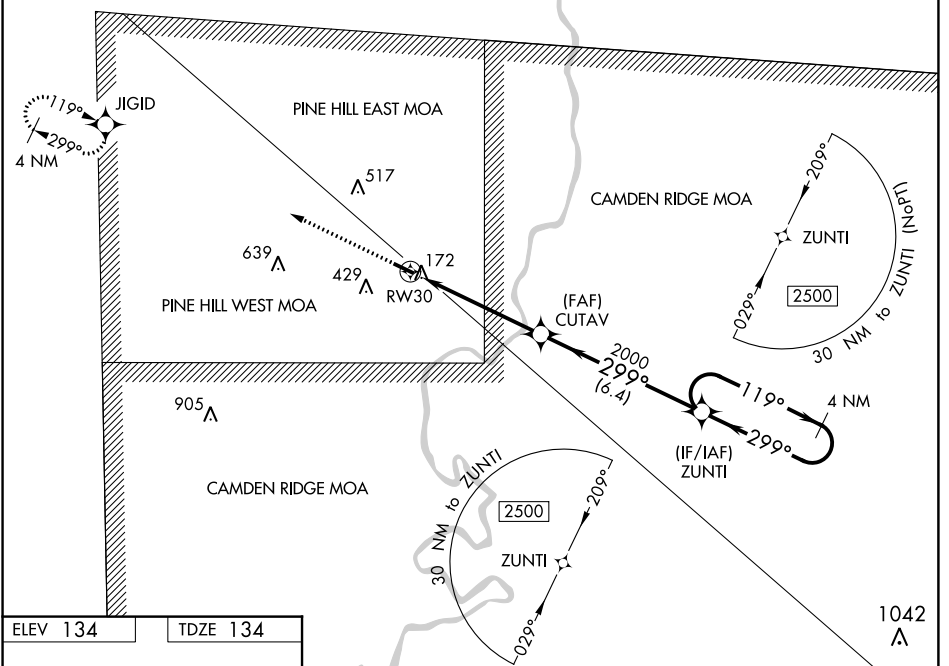 119°
JIGID
299°
4 NM
PINE HILL EAST MOA
517
CAMDEN RIDGE MOA
209°
ZUNTI
2500
029°
30 NM to ZUNTI (NoPT)
639
429
172
RW30
PINE HILL WEST MOA
(FAF)
CUTAV
2000
299°
(6.4)
119°
4 NM
299°
(IF/IAF)
ZUNTI
905
CAMDEN RIDGE MOA
30 NM to ZUNTI
2500
209°
ZUNTI
029°
1042
ELEV 134
TDZE 134